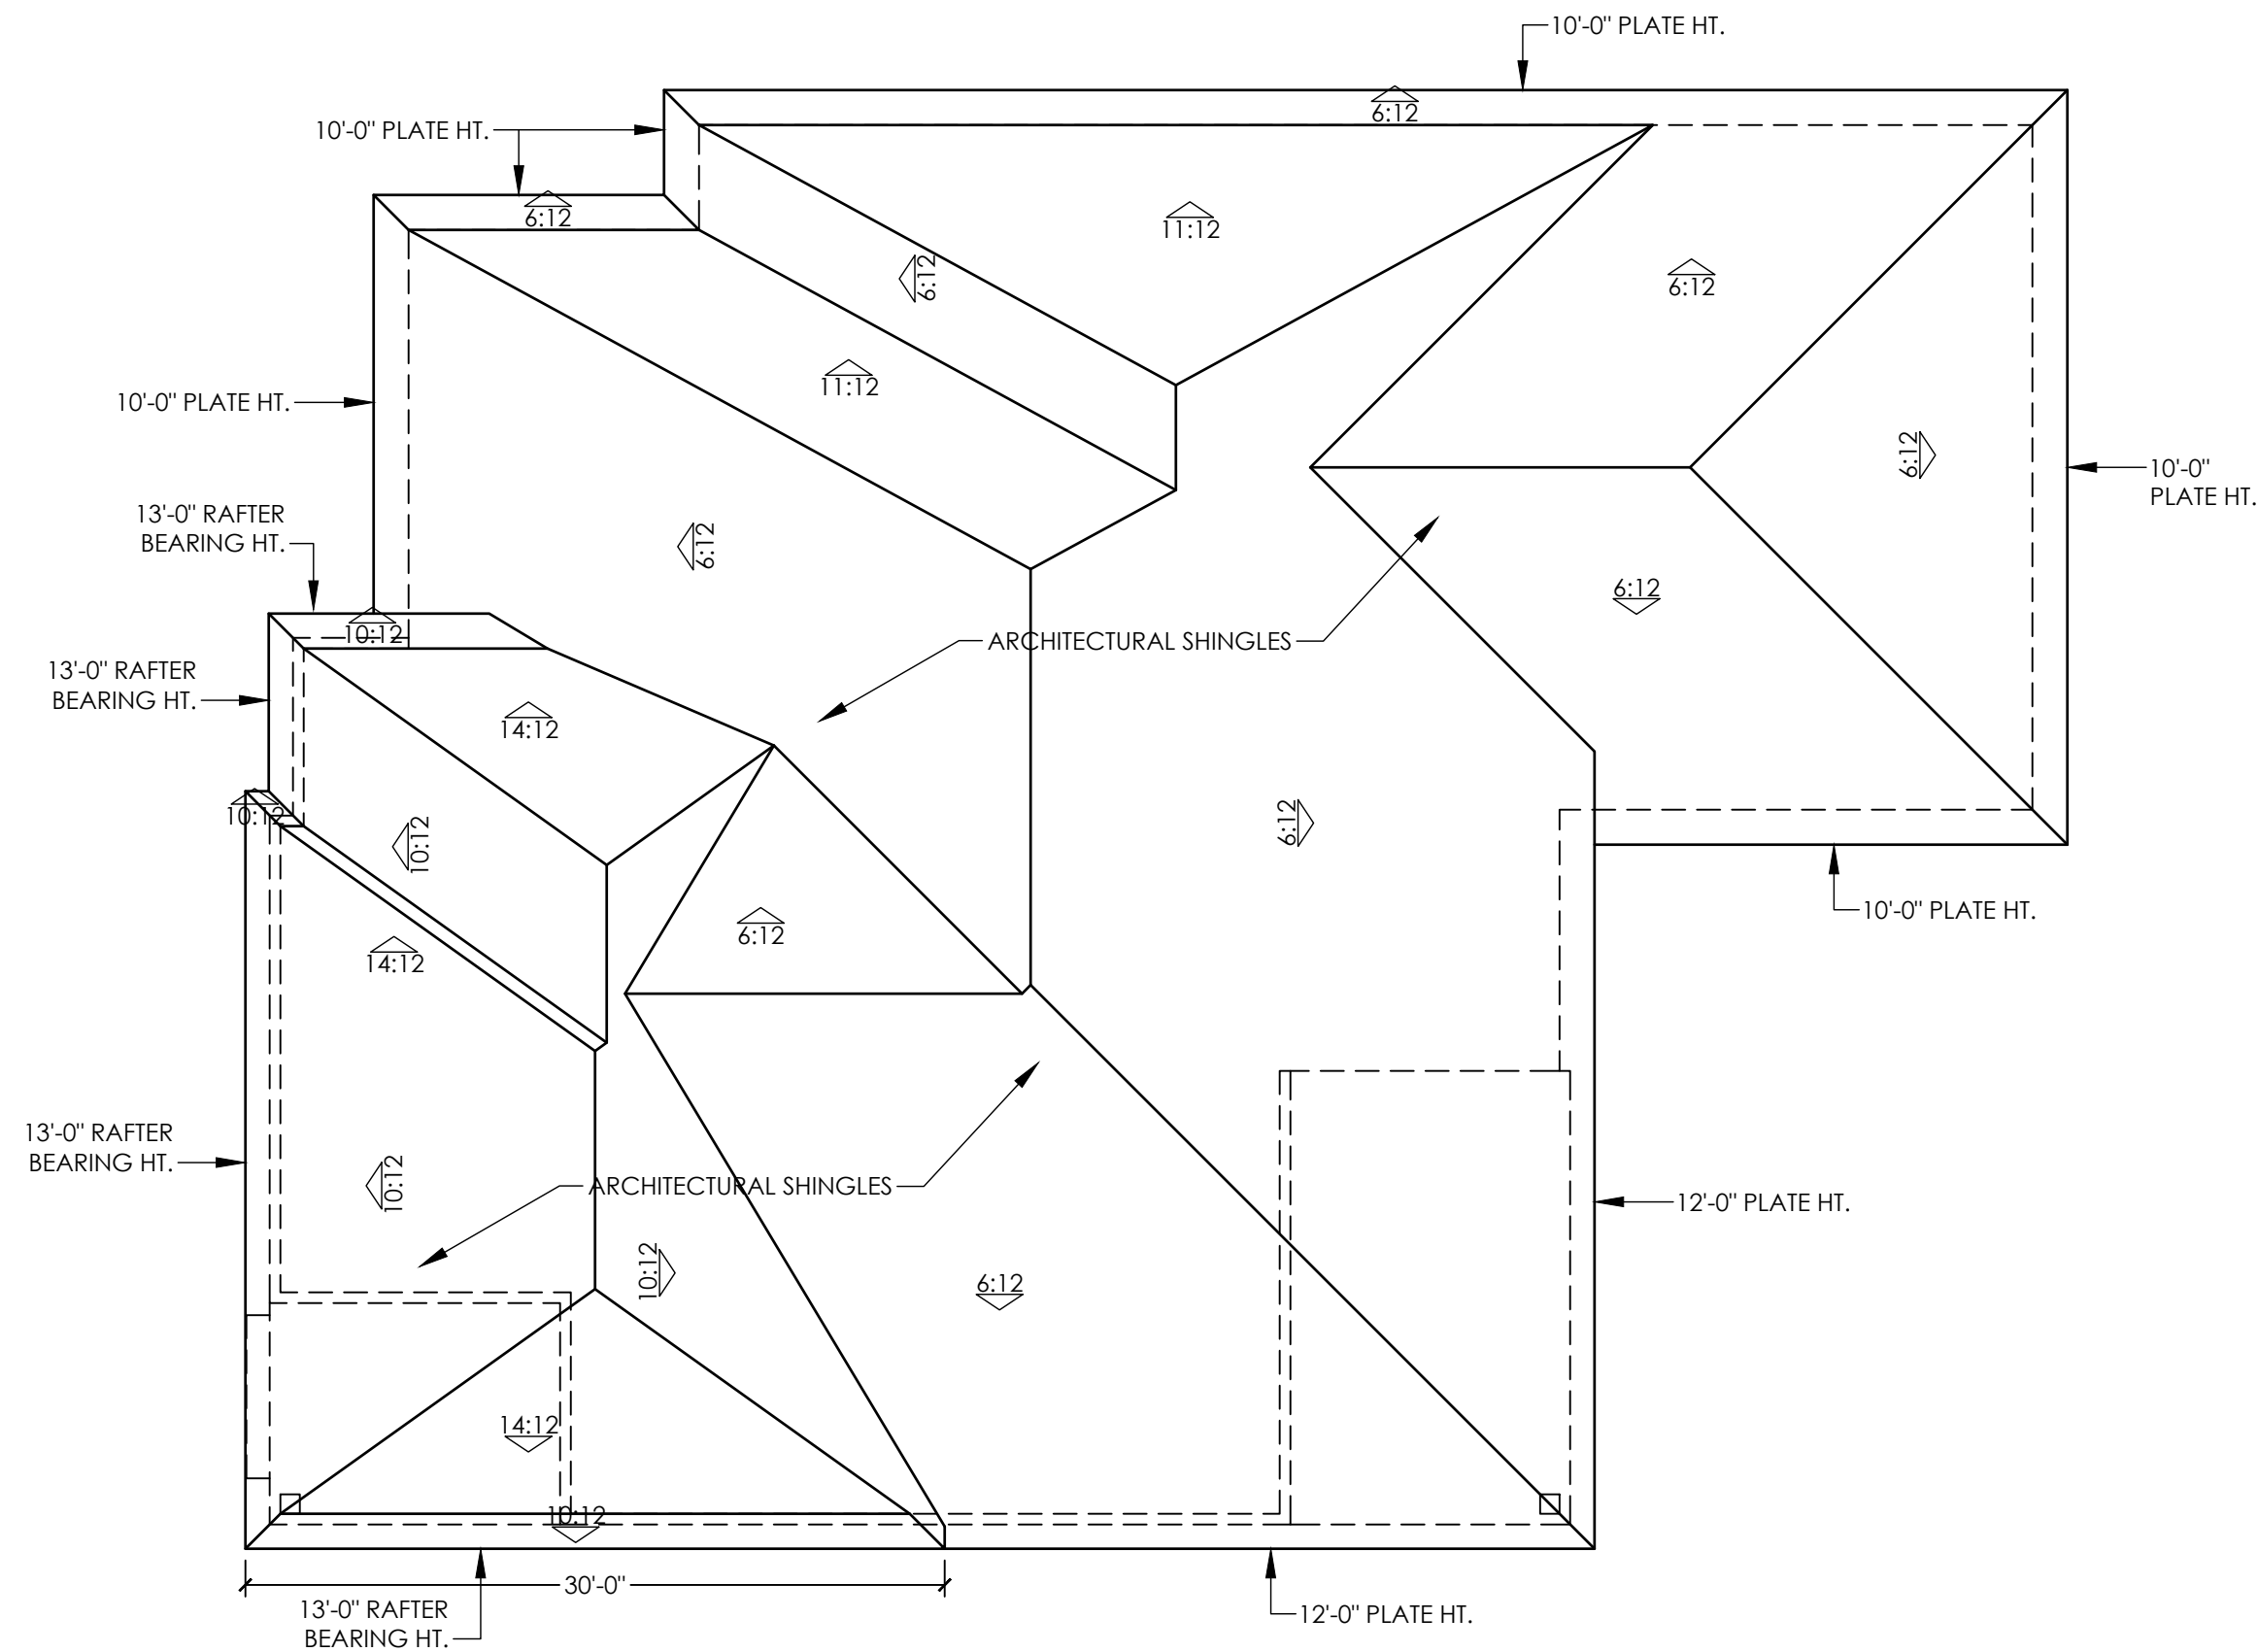 10'-0" PLATE HT.
6:12
10'-0" PLATE HT.
6:12
11:12
6:12
6:12
11:12
10'-0" PLATE HT.
6:12
10'-0"
PLATE HT.
13'-0" RAFTER
BEARING HT.
6:12
6:12
10:12
ARCHITECTURAL SHINGLES
13'-0" RAFTER
BEARING HT.
14:12
10:12
10:12
6:12
10'-0" PLATE HT.
6:12
14:12
13'-0" RAFTER
BEARING HT.
10:12
ARCHITECTURAL SHINGLES
12'-0" PLATE HT.
10:12
6:12
14:12
10:12
30'-0"
13'-0" RAFTER
BEARING HT.
12'-0" PLATE HT.